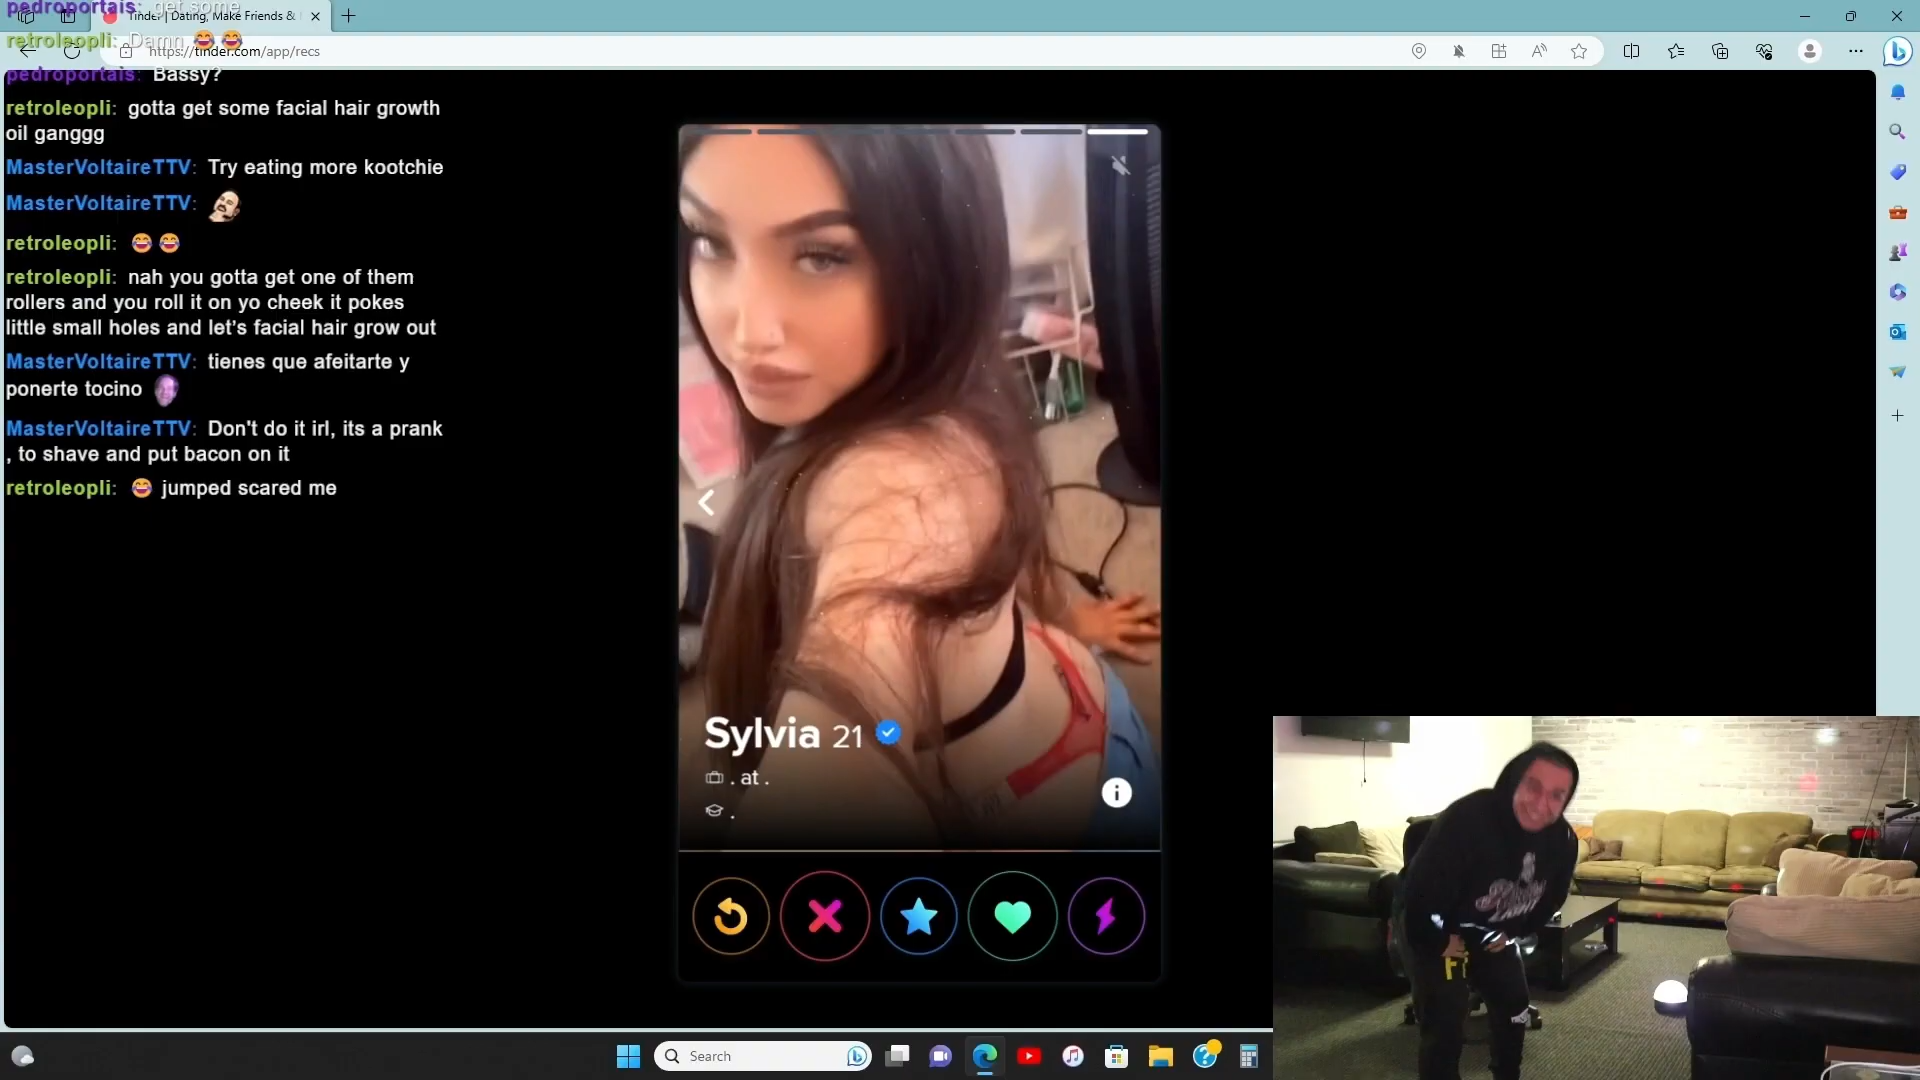 pedroportais: get some
Tinder | Dating, Make Friends &
retroleopli: Damn 😂 😂
https://tinder.com/app/recs
pedroportais: Bassy?
retroleopli: gotta get some facial hair growth
oil ganggg
MasterVoltaireTTV: Try eating more kootchie
MasterVoltaireTTV:
retroleopli: 😂 😂
retroleopli: nah you gotta get one of them
rollers and you roll it on yo cheek it pokes
little small holes and let's facial hair grow out
MasterVoltaireTTV: tienes que afeitarte y
ponerte tocino
MasterVoltaireTTV: Don't do it irl, its a prank
, to shave and put bacon on it
retroleopli: 😂 jumped scared me
Sylvia 21
. at .
.
Search